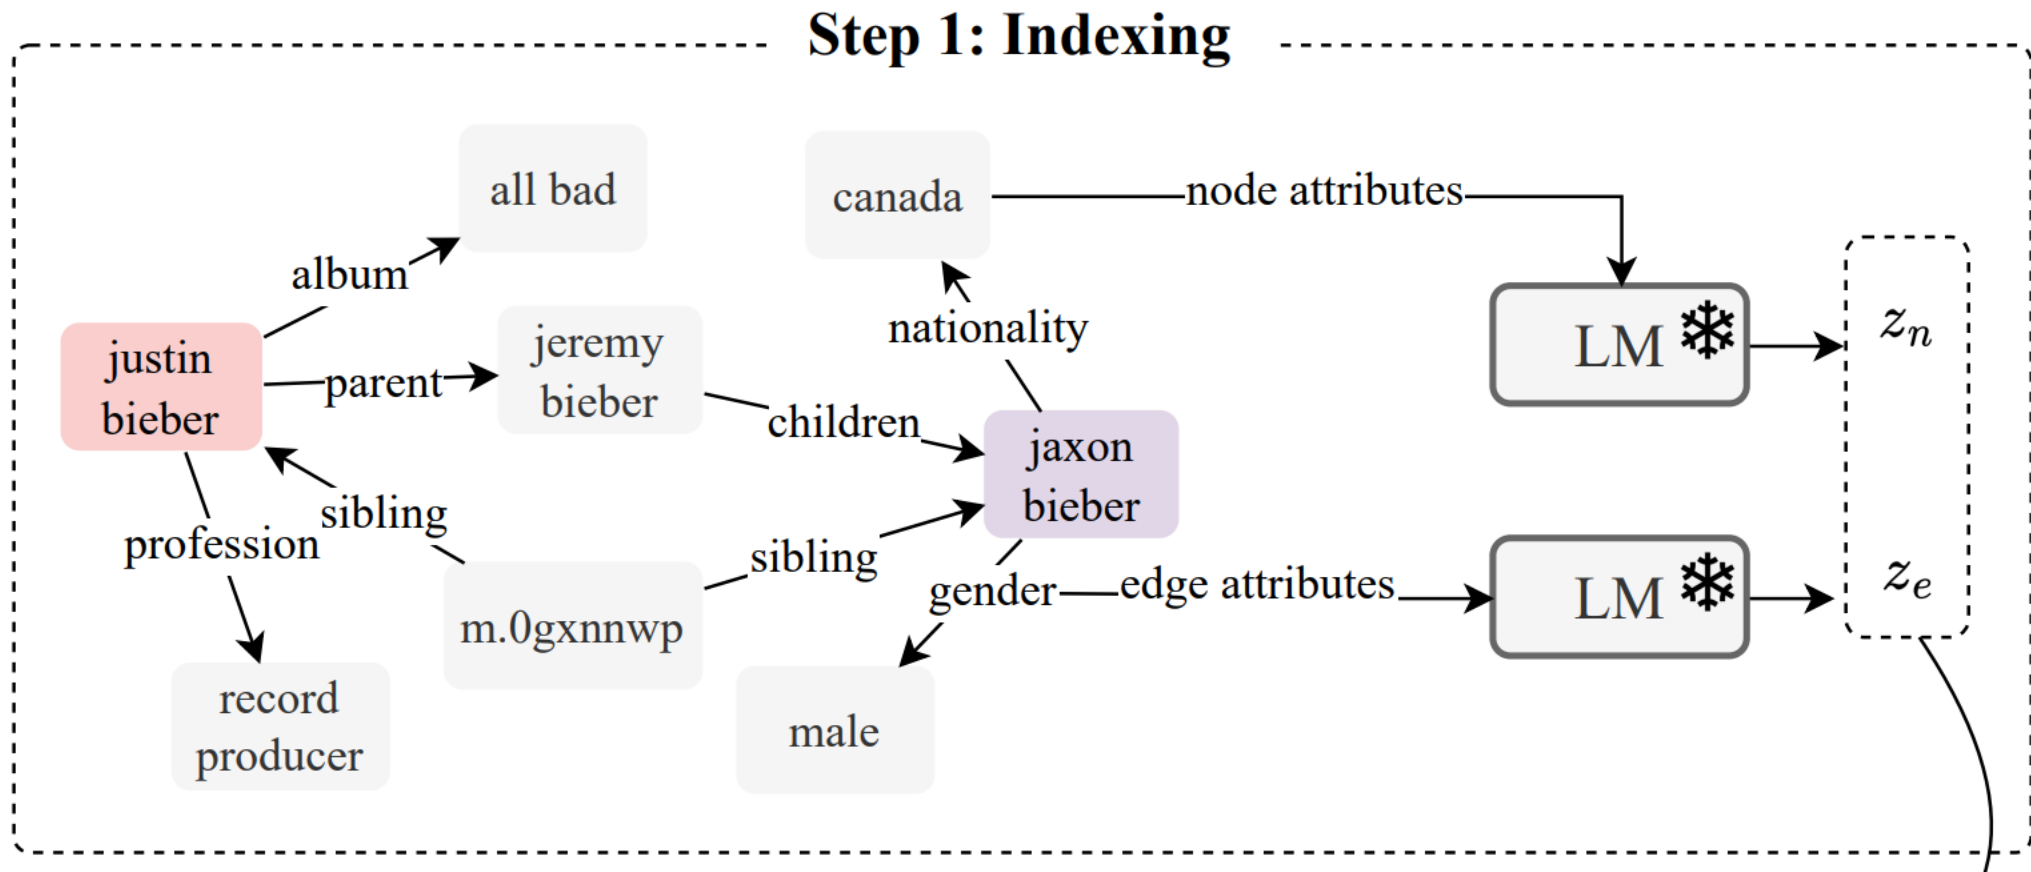 Step 1: Indexing
all bad
canada
node attributes
album
nationality
justin
bieber
parent
jeremy
bieber
children
LM
z_n
jaxon
bieber
sibling
profession
sibling
gender
edge attributes
LM
z_e
m.0gxnnwp
record
producer
male